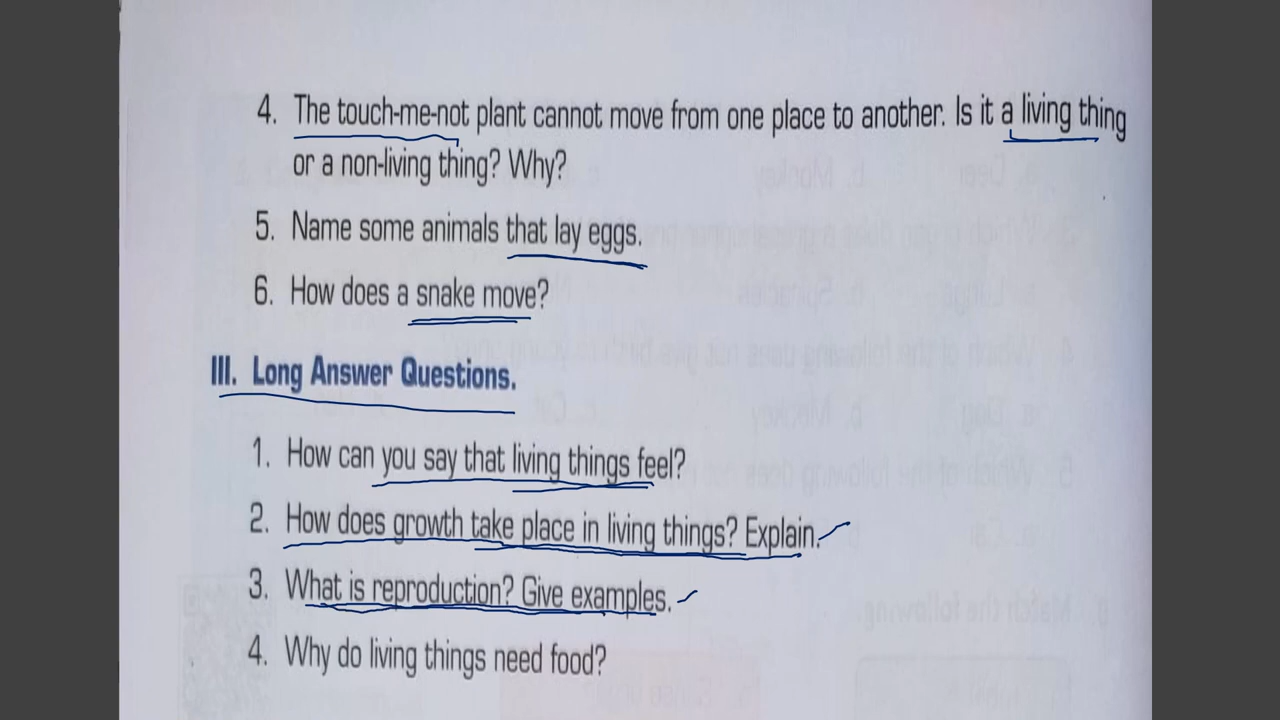 4. The touch-me-not plant cannot move from one place to another. Is it a living thing
or a non-living thing? Why?
5. Name some animals that lay eggs.
6. How does a snake move?
III. Long Answer Questions.
1. How can you say that living things feel?
2. How does growth take place in living things? Explain.
3. What is reproduction? Give examples.
4. Why do living things need food?